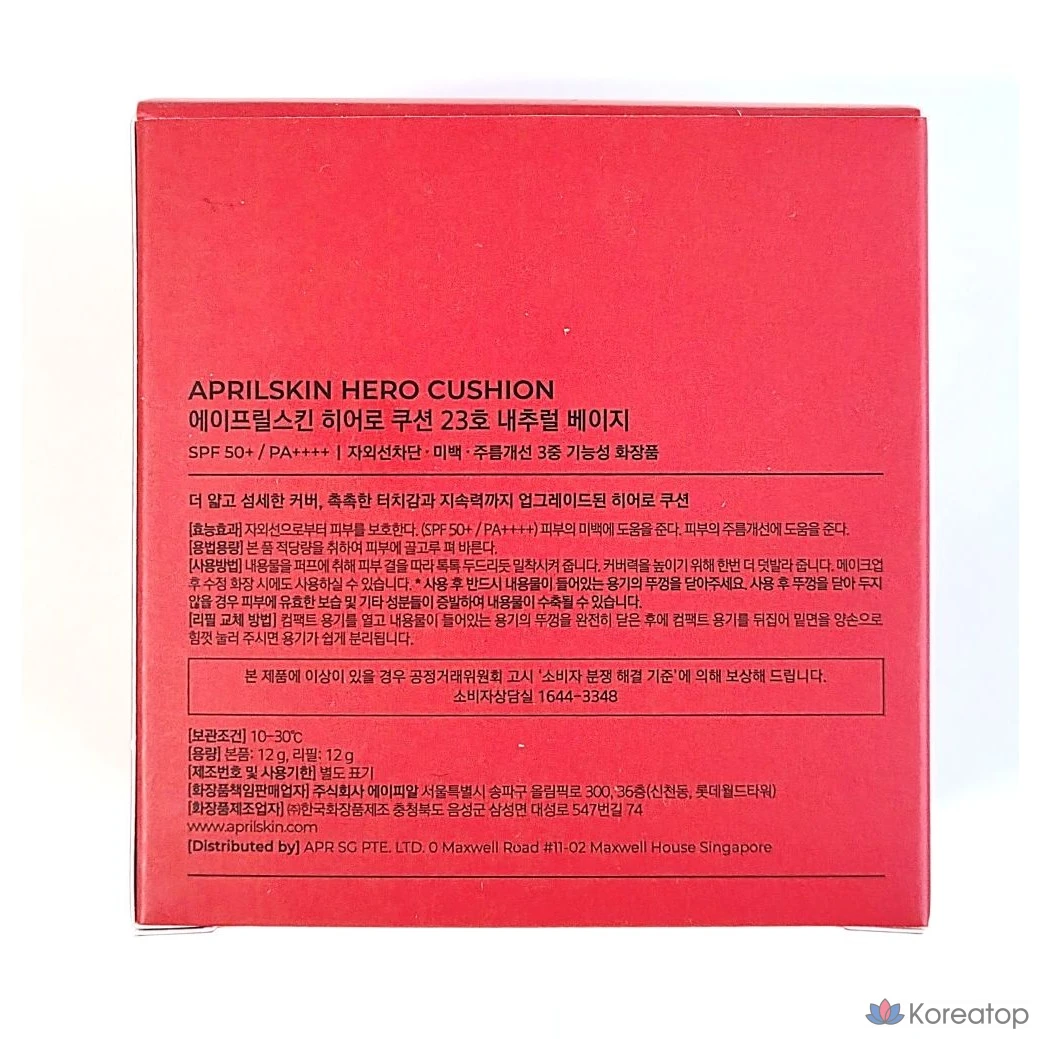 APRILSKIN HERO CUSHION
에이프릴스킨 히어로 쿠션 23호 내추럴 베이지
SPF 50+ / PA++++ | 자외선차단 · 미백 · 주름개선 3중 기능성 화장품
더 얇고 섬세한 커버, 촉촉한 터치감과 지속력까지 업그레이드된 히어로 쿠션
[효능효과] 자외선으로부터 피부를 보호한다. (SPF 50+ / PA++++) 피부의 미백에 도움을 준다. 피부의 주름개선에 도움을 준다.
[용법용량] 본 품 적당량을 취하여 피부에 골고루 펴 바른다.
[사용방법] 내용물을 퍼프에 취해 피부 결을 따라 톡톡 두드리듯 밀착시켜 줍니다. 커버력을 높이기 위해 한번 더 덧발라 줍니다. 메이크업
후 수정 화장 시에도 사용하실 수 있습니다. * 사용 후 반드시 내용물이 들어있는 용기의 뚜껑을 닫아주세요. 사용 후 뚜껑을 닫아 두지
않을 경우 피부에 유효한 보습 및 기타 성분들이 증발하여 내용물이 수축될 수 있습니다.
[리필 교체 방법] 컴팩트 용기를 열고 내용물이 들어있는 용기의 뚜껑을 완전히 닫은 후에 컴팩트 용기를 뒤집어 밑면을 양손으로
힘껏 눌러 주시면 용기가 쉽게 분리됩니다.
본 제품에 이상이 있을 경우 공정거래위원회 고시 '소비자 분쟁 해결 기준'에 의해 보상해 드립니다.
소비자상담실 1644-3348
[보관조건] 10-30℃
[용량] 본품: 12 g, 리필: 12 g
[제조번호 및 사용기한] 별도 표기
[화장품책임판매업자] 주식회사 에이피알 서울특별시 송파구 올림픽로 300, 36층(신천동, 롯데월드타워)
[화장품제조업자] ㈜한국화장품제조 충청북도 음성군 삼성면 대성로 547번길 74
www.aprilskin.com
[Distributed by] APR SG PTE. LTD. 0 Maxwell Road #11-02 Maxwell House Singapore
Koreatop